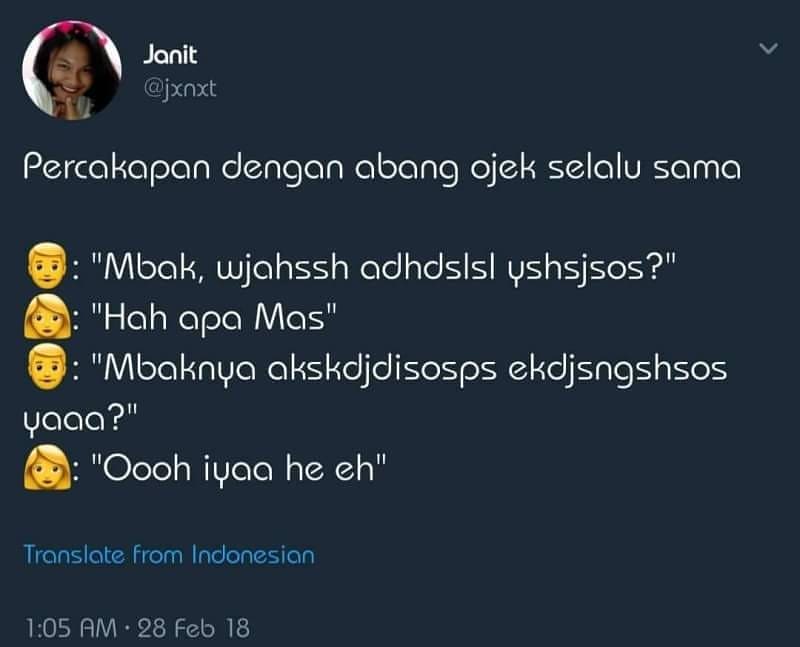 Janit
@jxnxt
Percakapan dengan abang ojek selalu sama
👨: "Mbak, wjahssh adhdslsl yshsjsos?"
👩: "Hah apa Mas"
👨: "Mbaknya akskdjdisosps ekdjsngshsos
yaaa?"
👩: "Oooh iyaa he eh"
Translate from Indonesian
1:05 AM · 28 Feb 18